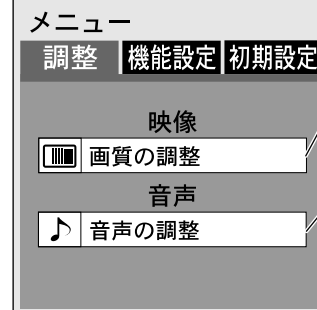 メニュー
調整 機能設定 初期設定
映像
画質の調整
音声
音声の調整